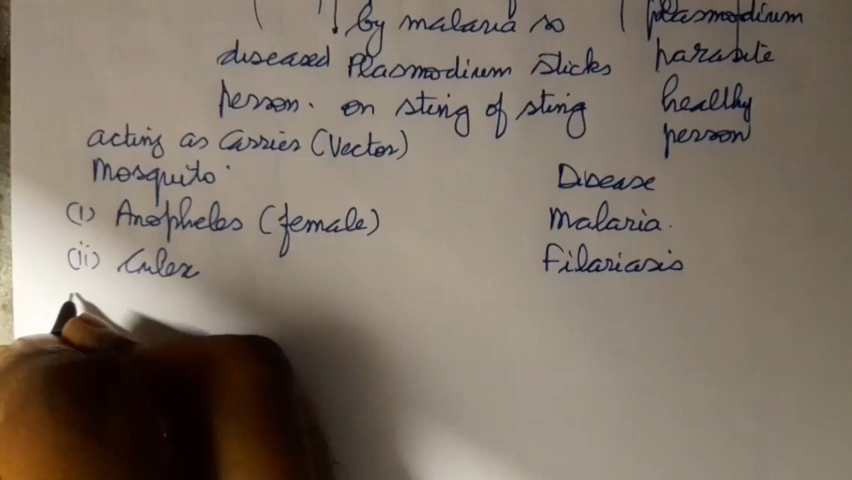 by malaria so plasmodium
diseased Plasmodium sticks parasite
person. on sting of sting healthy
acting as Carrier (Vector) person
Mosquito Disease
(i) Anopheles (female) Malaria.
(ii) Culex Filariasis